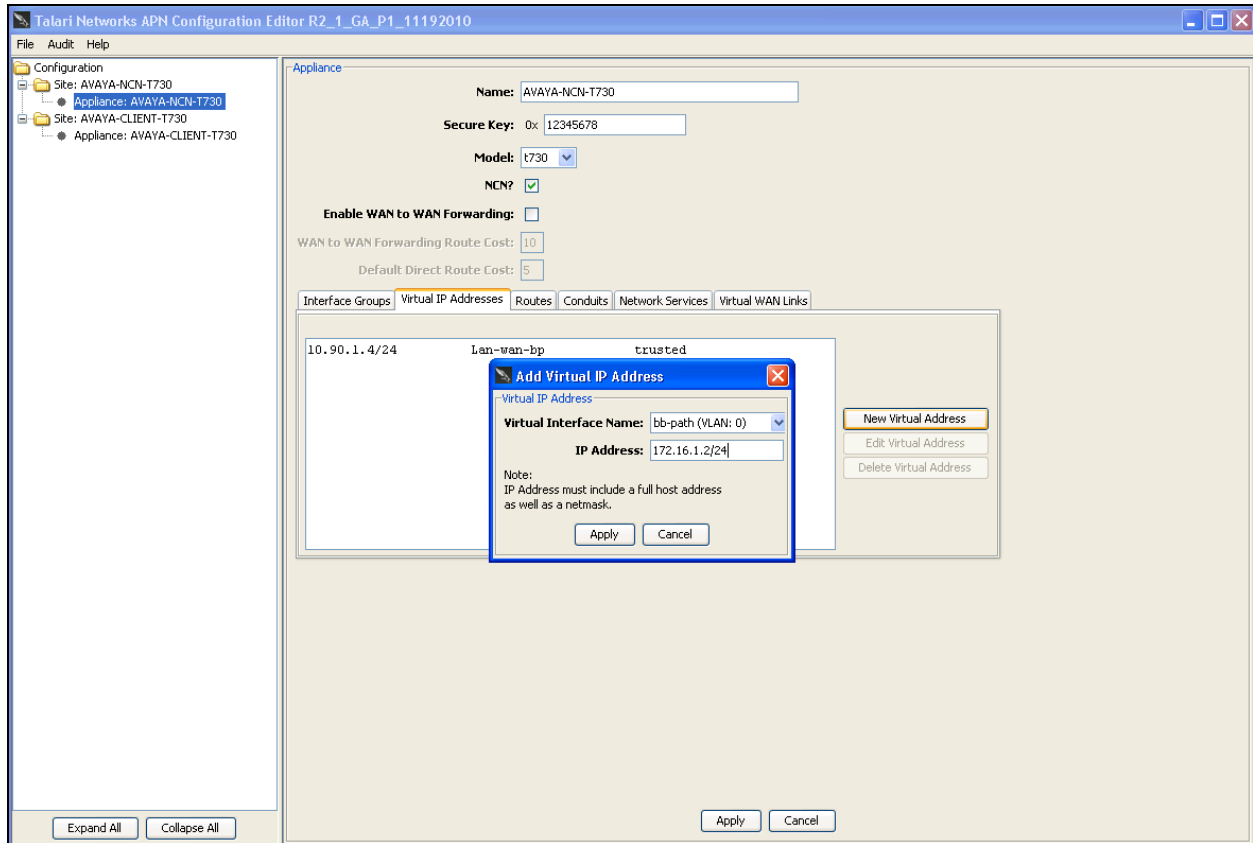 Talari Networks APN Configuration Editor R2_1_GA_P1_11192010
File Audit Help
Configuration
Site: AVAYA-NCN-T730
Appliance: AVAYA-NCN-T730
Site: AVAYA-CLIENT-T730
Appliance: AVAYA-CLIENT-T730
Expand All Collapse All
Appliance
Name: AVAYA-NCN-T730
Secure Key: 0x 12345678
Model: t730
NCN?
Enable WAN to WAN Forwarding:
WAN to WAN Forwarding Route Cost: 10
Default Direct Route Cost: 5
Interface Groups Virtual IP Addresses Routes Conduits Network Services Virtual WAN Links
10.90.1.4/24 Lan-wan-bp trusted
Add Virtual IP Address
Virtual IP Address
Virtual Interface Name: bb-path (VLAN: 0)
IP Address: 172.16.1.2/24
Note:
IP Address must include a full host address
as well as a netmask.
Apply Cancel
New Virtual Address
Edit Virtual Address
Delete Virtual Address
Apply Cancel